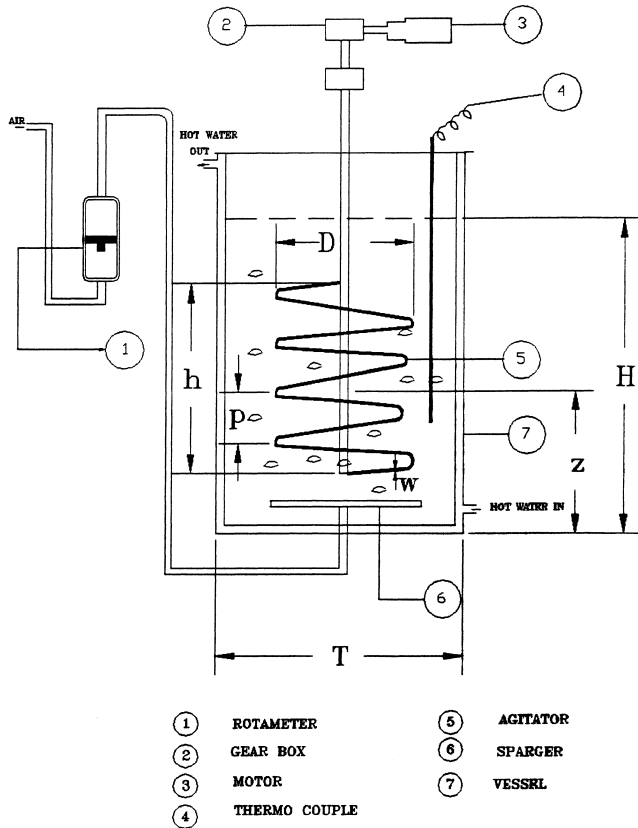 2
3
4
AIR
HOT WATER
OUT
D
1
h
5
H
p
7
z
w
HOT WATER IN
6
T
1 ROTAMETER
2 GEAR BOX
3 MOTOR
4 THERMO COUPLE
5 AGITATOR
6 SPARGER
7 VESSEL